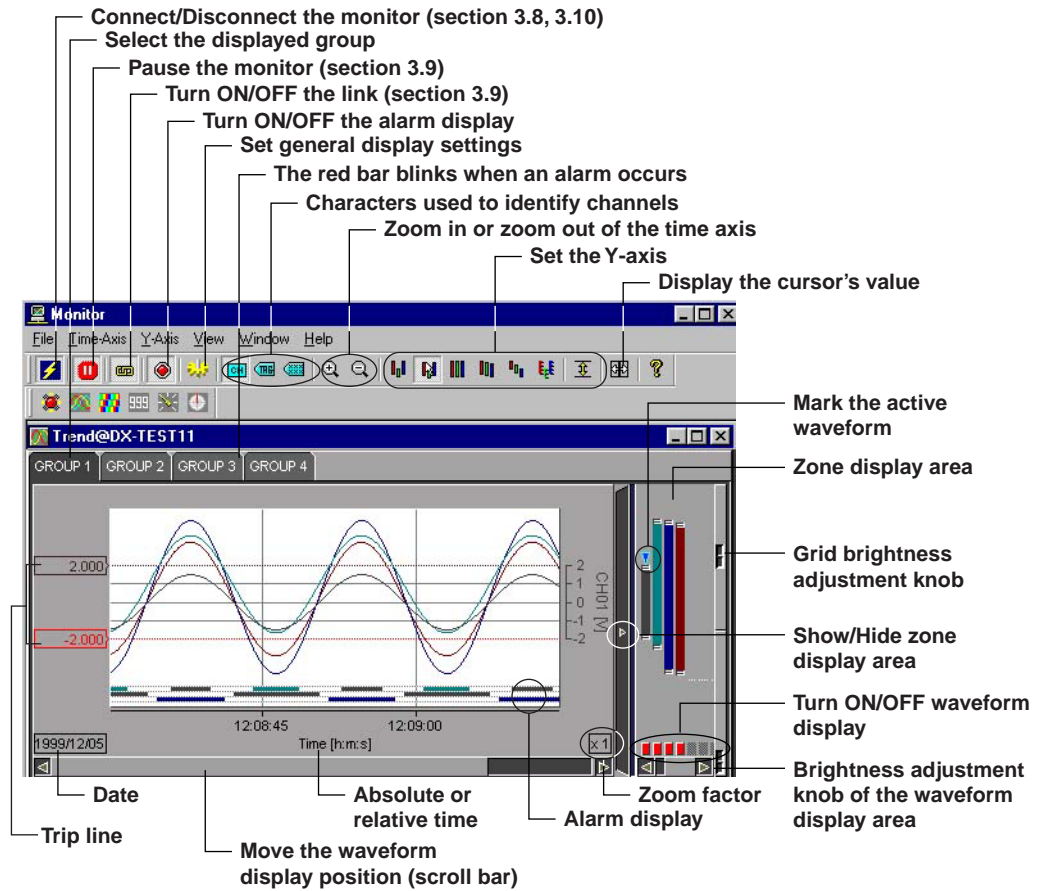 Connect/Disconnect the monitor (section 3.8, 3.10)
Select the displayed group
Pause the monitor (section 3.9)
Turn ON/OFF the link (section 3.9)
Turn ON/OFF the alarm display
Set general display settings
The red bar blinks when an alarm occurs
Characters used to identify channels
Zoom in or zoom out of the time axis
Set the Y-axis
Display the cursor's value
Monitor
File Time-Axis Y-Axis View Window Help
CH TAG
999
Trend@DX-TEST11
GROUP 1 GROUP 2 GROUP 3 GROUP 4
2.000
-2.000
2
1
0
-1
-2
CH01 [V]
12:08:45 12:09:00
1999/12/05 Time [h:m:s] x 1
Mark the active
waveform
Zone display area
Grid brightness
adjustment knob
Show/Hide zone
display area
Turn ON/OFF waveform
display
Brightness adjustment
knob of the waveform
display area
Date
Absolute or
relative time
Zoom factor
Alarm display
Trip line
Move the waveform
display position (scroll bar)